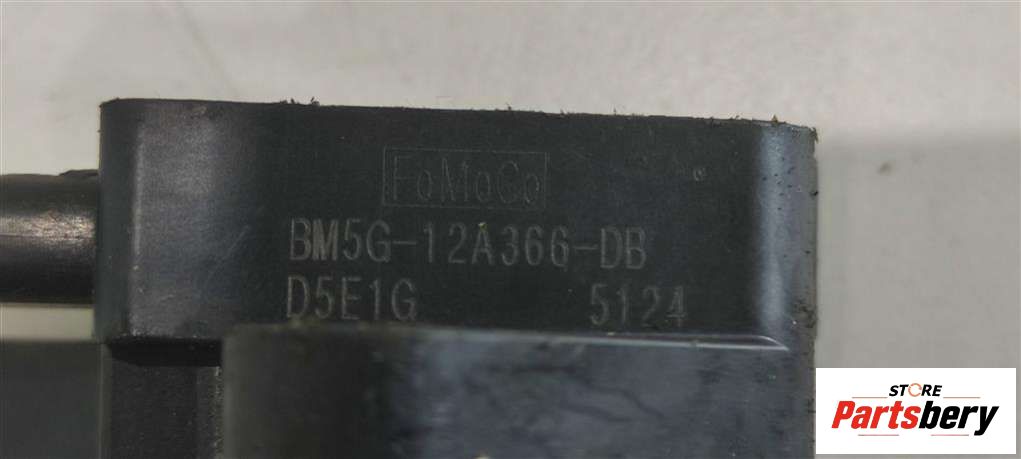 FoMoCo
BM5G-12A366-DB
D5E1G 5124
STORE
Partsbery